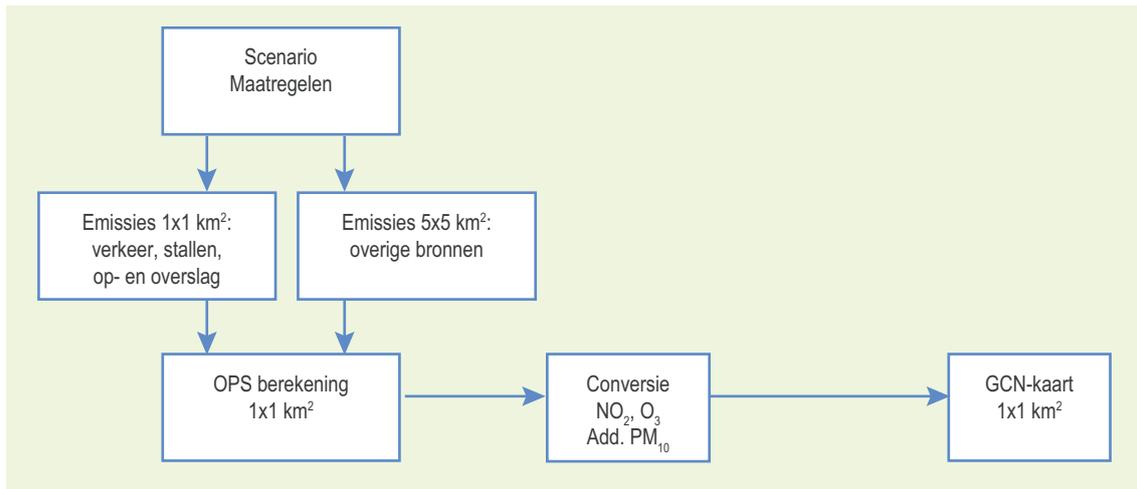 Scenario
Maatregelen
Emissies 1x1 km²:
verkeer, stallen,
op- en overslag
Emissies 5x5 km²:
overige bronnen
OPS berekening
1x1 km²
Conversie
NO₂, O₃
Add. PM₁₀
GCN-kaart
1x1 km²